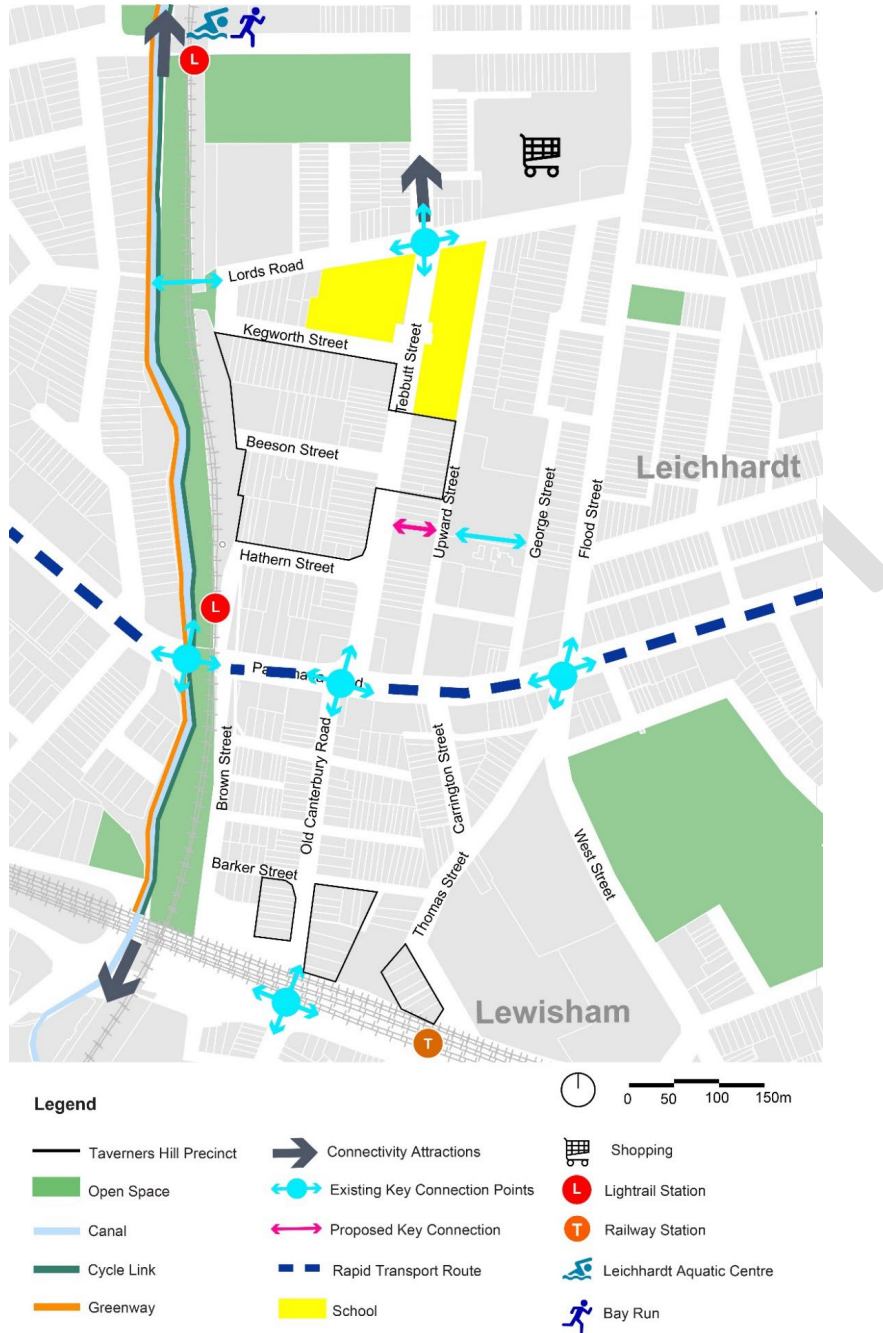 L
Lords Road
Kegworth Street
Tebbutt Street
Beeson Street
Leichhardt
Upward Street
George Street
Flood Street
Hathern Street
L
Brown Street
Old Canterbury Road
Carrington Street
Barker Street
Thomas Street
West Street
Lewisham
T
Legend
0 50 100 150m
Taverners Hill Precinct
Open Space
Canal
Cycle Link
Greenway
Connectivity Attractions
Existing Key Connection Points
Proposed Key Connection
Rapid Transport Route
School
Shopping
L Lightrail Station
T Railway Station
Leichhardt Aquatic Centre
Bay Run